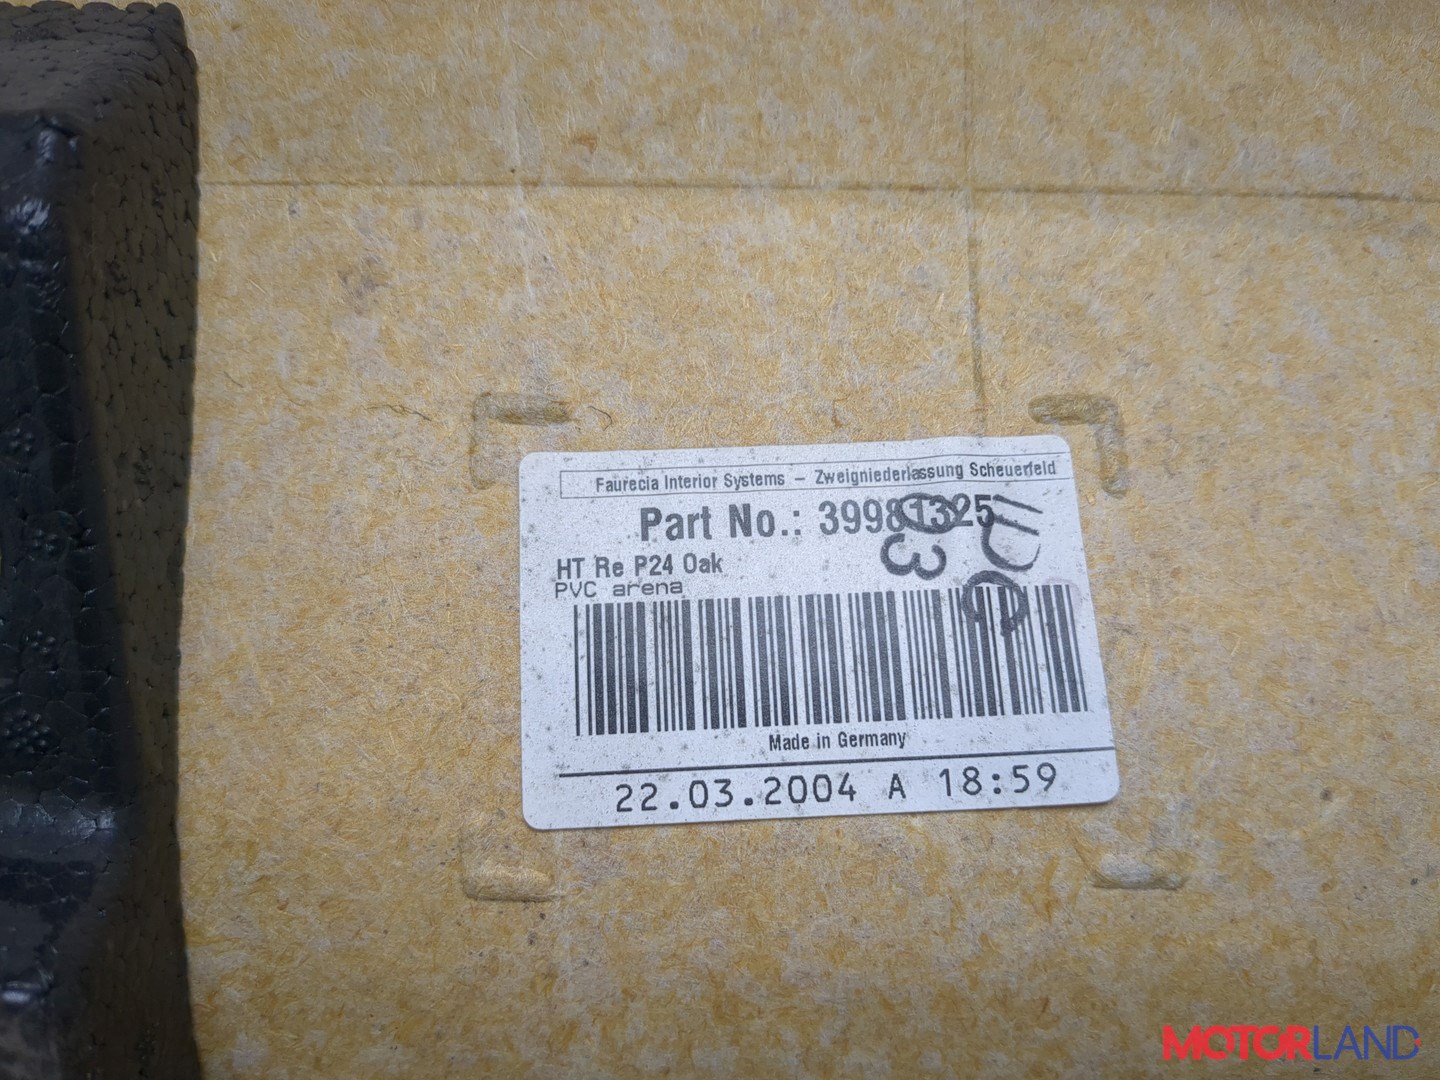 Faurecia Interior Systems – Zweigniederlassung Scheuerfeld
Part No.: 39981325
HT Re P24 Oak
PVC arena
Made in Germany
22.03.2004 A 18:59
MOTORLAND